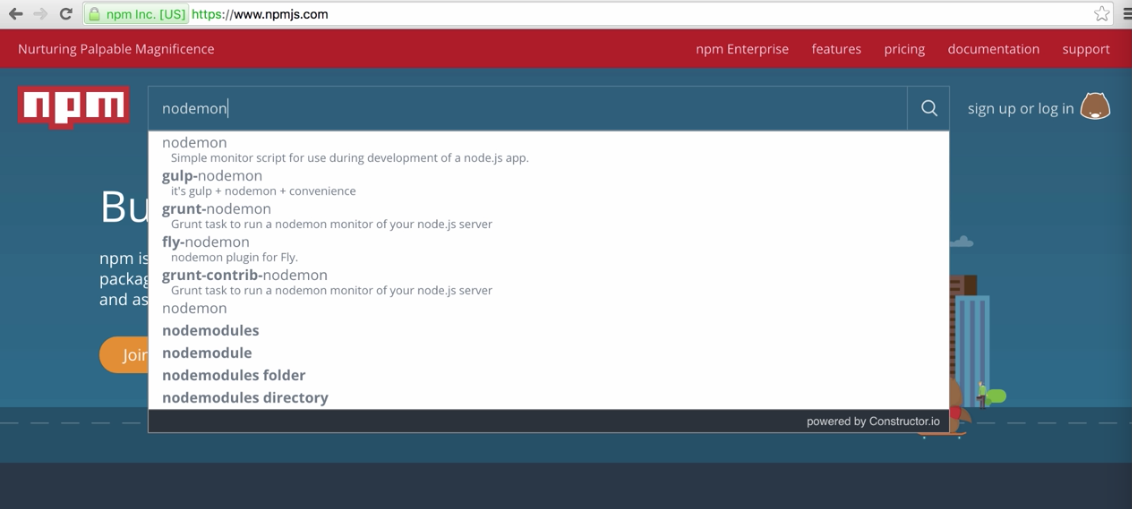 npm Inc. [US] https://www.npmjs.com
Nurturing Palpable Magnificence
npm Enterprise features pricing documentation support
npm
nodemon
sign up or log in
nodemon
Simple monitor script for use during development of a node.js app.
gulp-nodemon
it's gulp + nodemon + convenience
grunt-nodemon
Grunt task to run a nodemon monitor of your node.js server
fly-nodemon
nodemon plugin for Fly.
grunt-contrib-nodemon
Grunt task to run a nodemon monitor of your node.js server
nodemon
nodemodules
nodemodule
nodemodules folder
nodemodules directory
powered by Constructor.io
Bu
npm is
packag
and as
Join